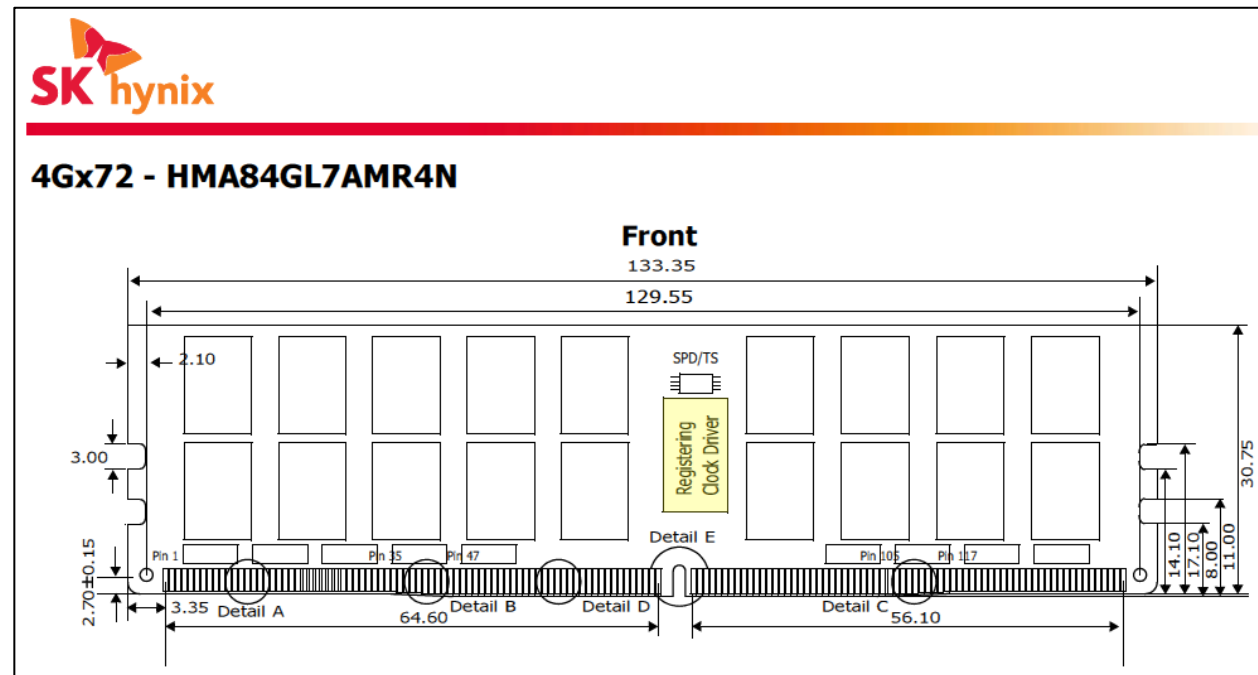 SK hynix
4Gx72 - HMA84GL7AMR4N
Front
133.35
129.55
2.10
SPD/TS
Registering
Clock Driver
3.00
30.75
Detail E
Pin 1
Pin 35
Pin 47
Pin 105
Pin 117
2.70±0.15
14.10
17.10
8.00
11.00
3.35
Detail A
Detail B
Detail D
Detail C
64.60
56.10